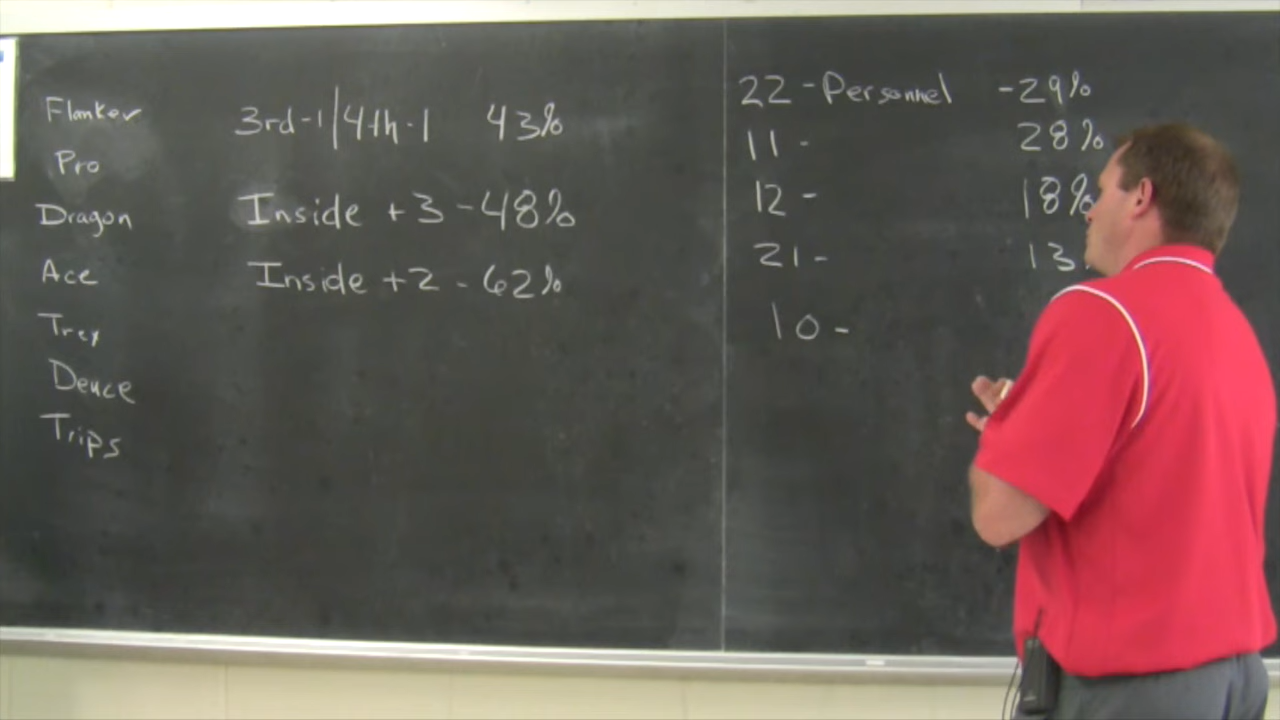 Flanker
Pro
Dragon
Ace
Trey
Deuce
Trips
3rd-1/4th-1 43%
Inside +3 -48%
Inside +2 - 62%
22 - Personnel -29%
11 - 28%
12 - 18%
21 - 13
10 -